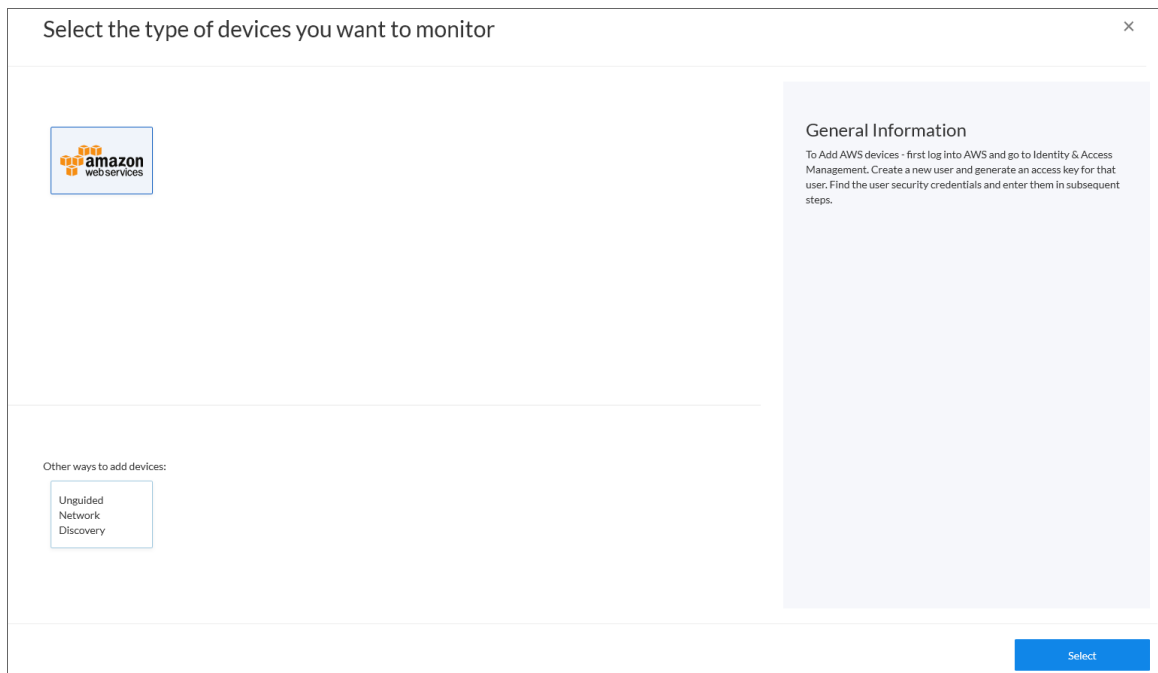 Select the type of devices you want to monitor
amazon
web services
General Information
To Add AWS devices - first log into AWS and go to Identity & Access
Management. Create a new user and generate an access key for that
user. Find the user security credentials and enter them in subsequent
steps.
Other ways to add devices:
Unguided
Network
Discovery
Select